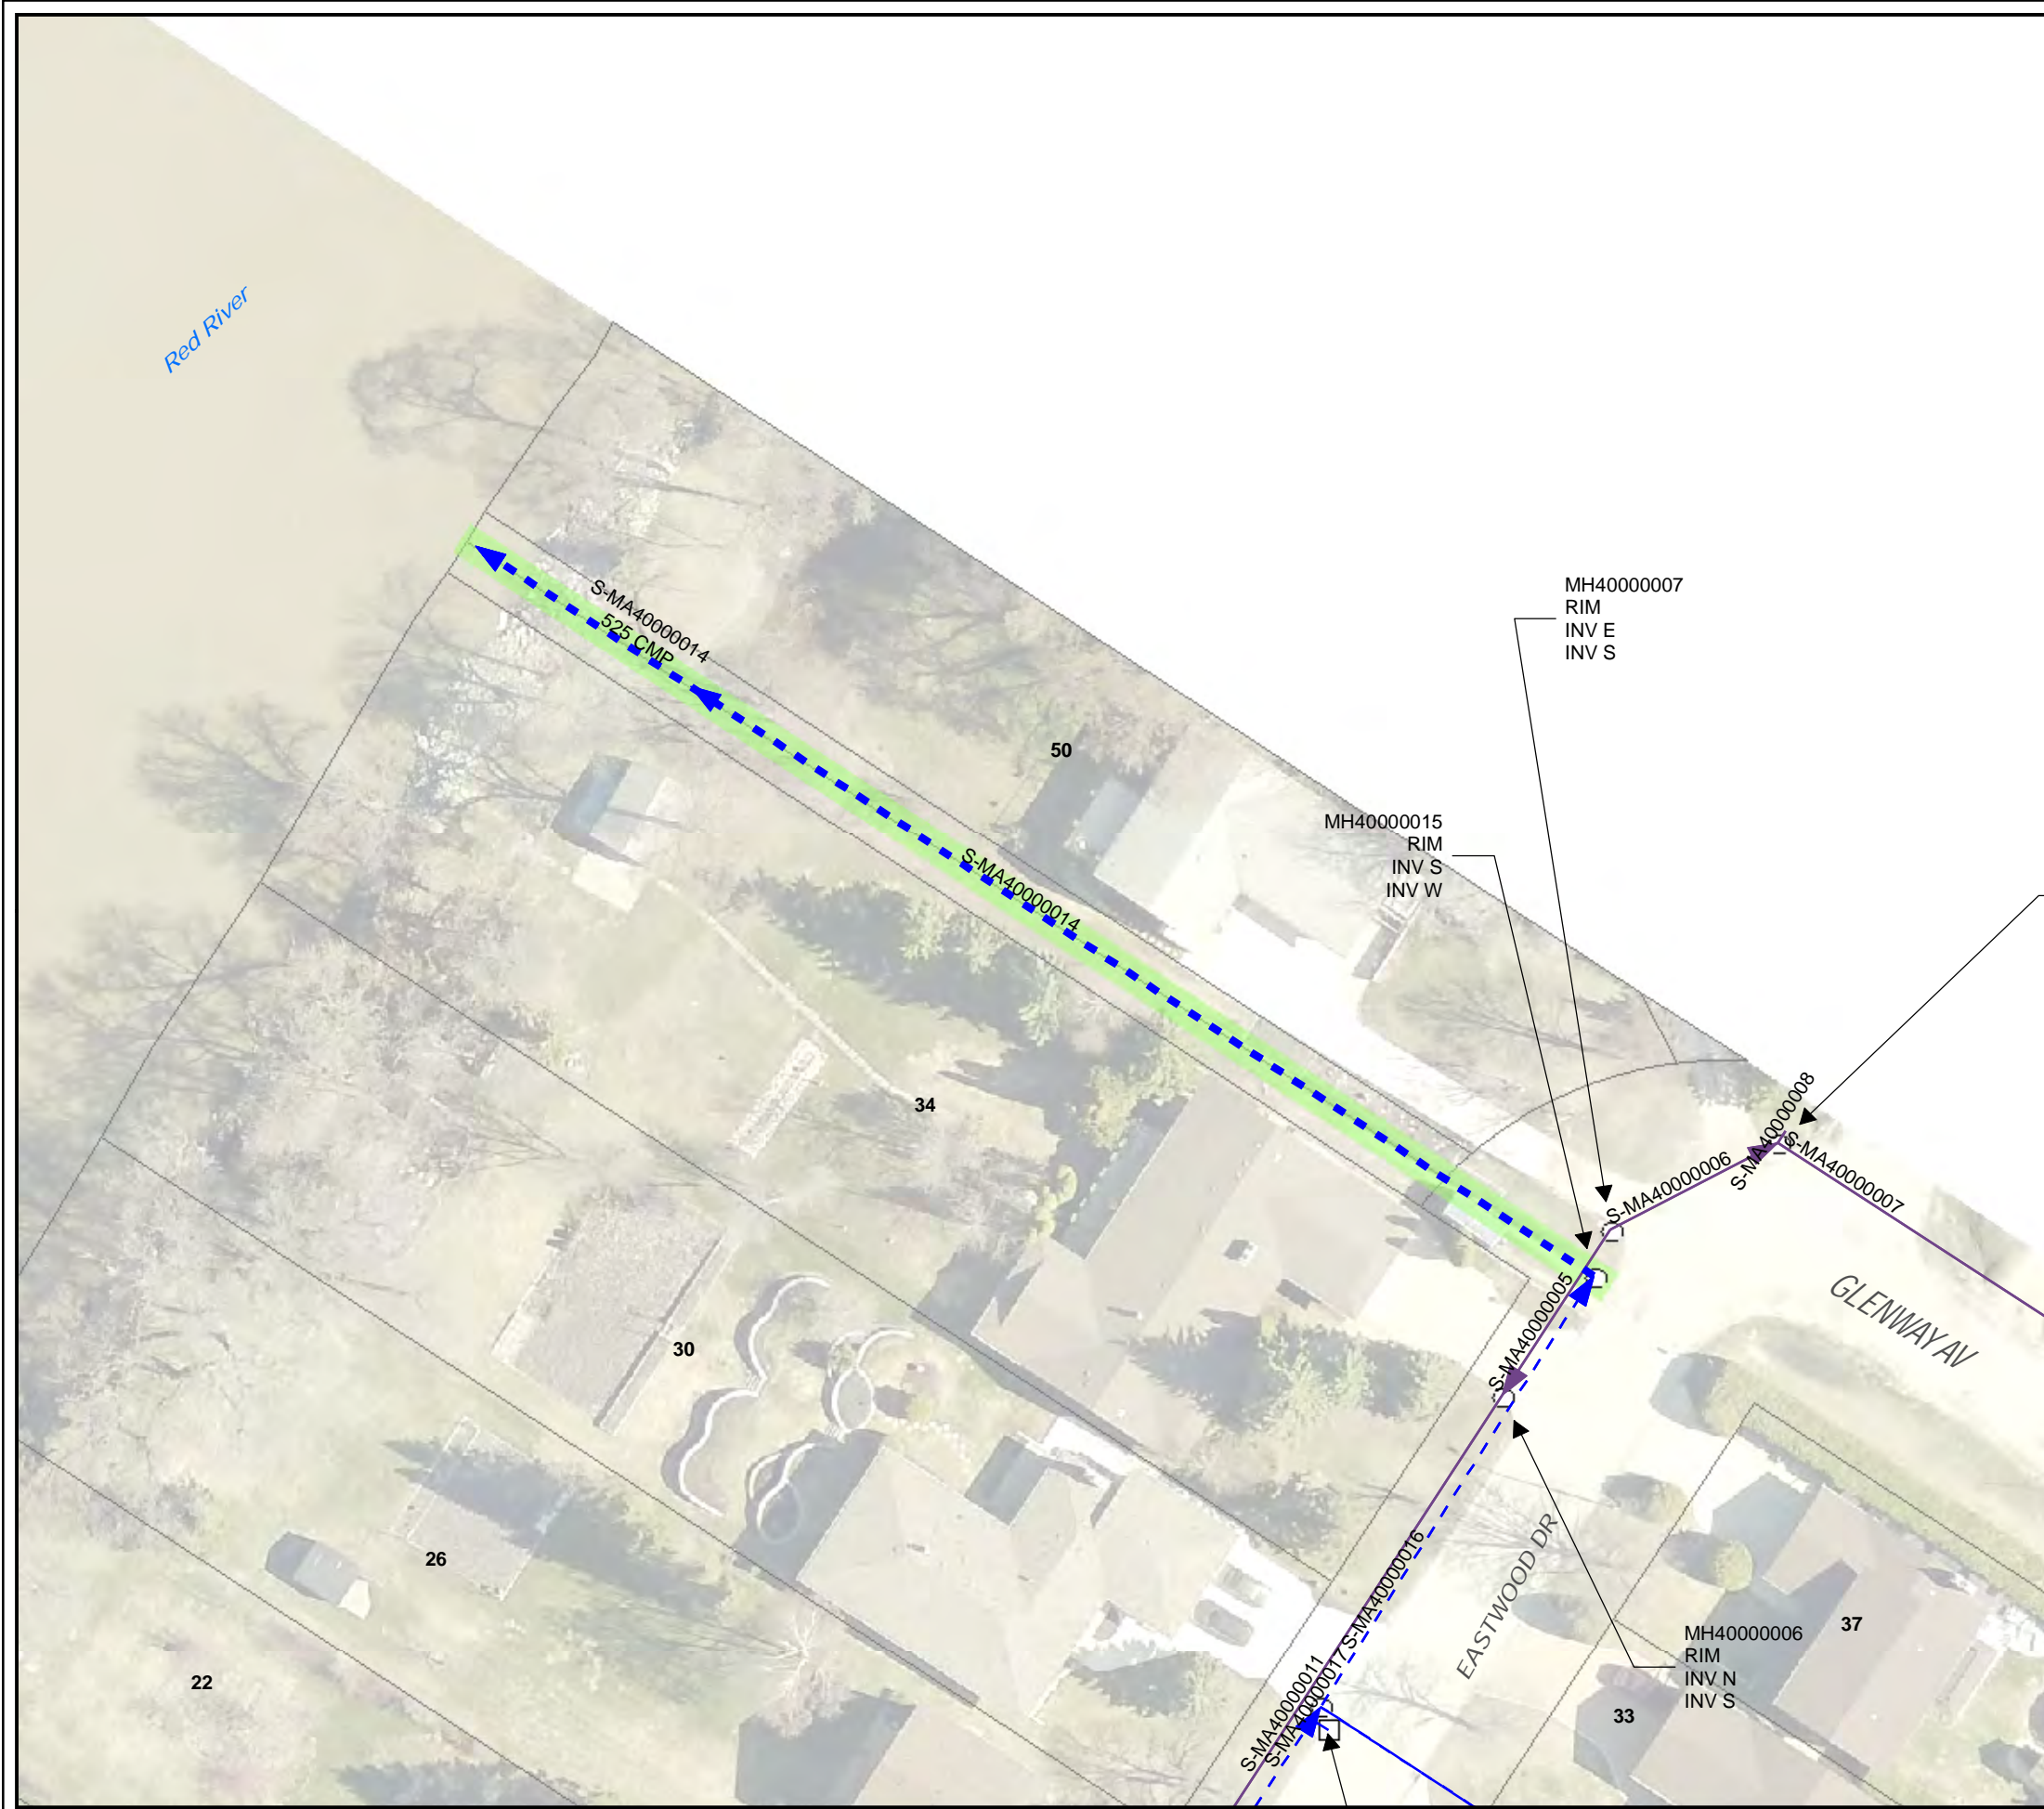 Red River
S-MA40000014
525 CMP
MH40000007
RIM
INV E
INV S
50
MH40000015
RIM
INV S
INV W
S-MA40000014
34
S-MA40000008
S-MA40000006
S-MA40000007
S-MA40000005
GLENWAY AV
30
26
S-MA40000016
EASTWOOD DR
37
MH40000006
RIM
INV N
INV S
22
S-MA40000011
S-MA40000017
33